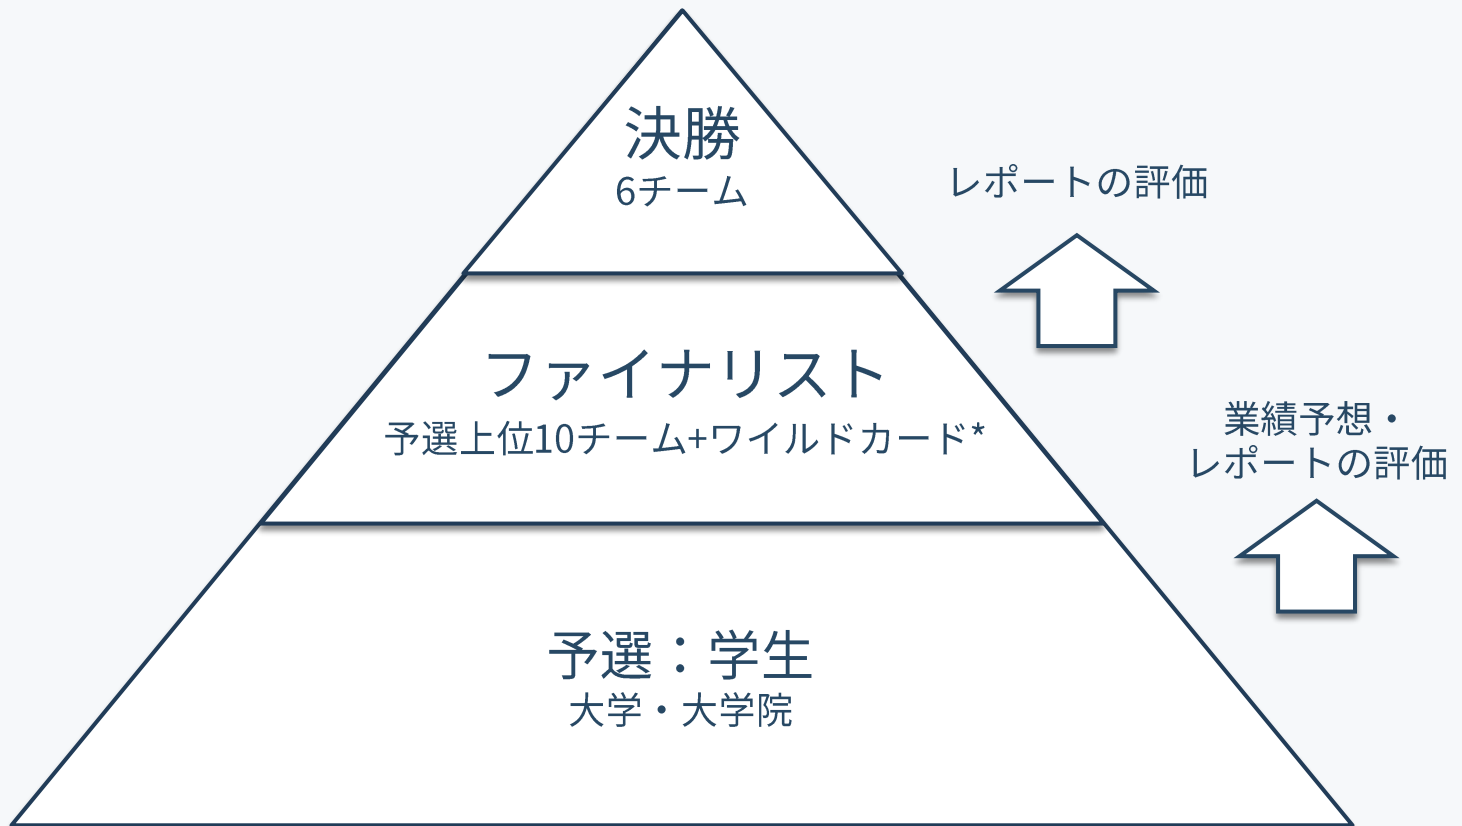 決勝
6チーム
レポートの評価
ファイナリスト
予選上位10チーム+ワイルドカード*
業績予想・
レポートの評価
予選：学生
大学・大学院